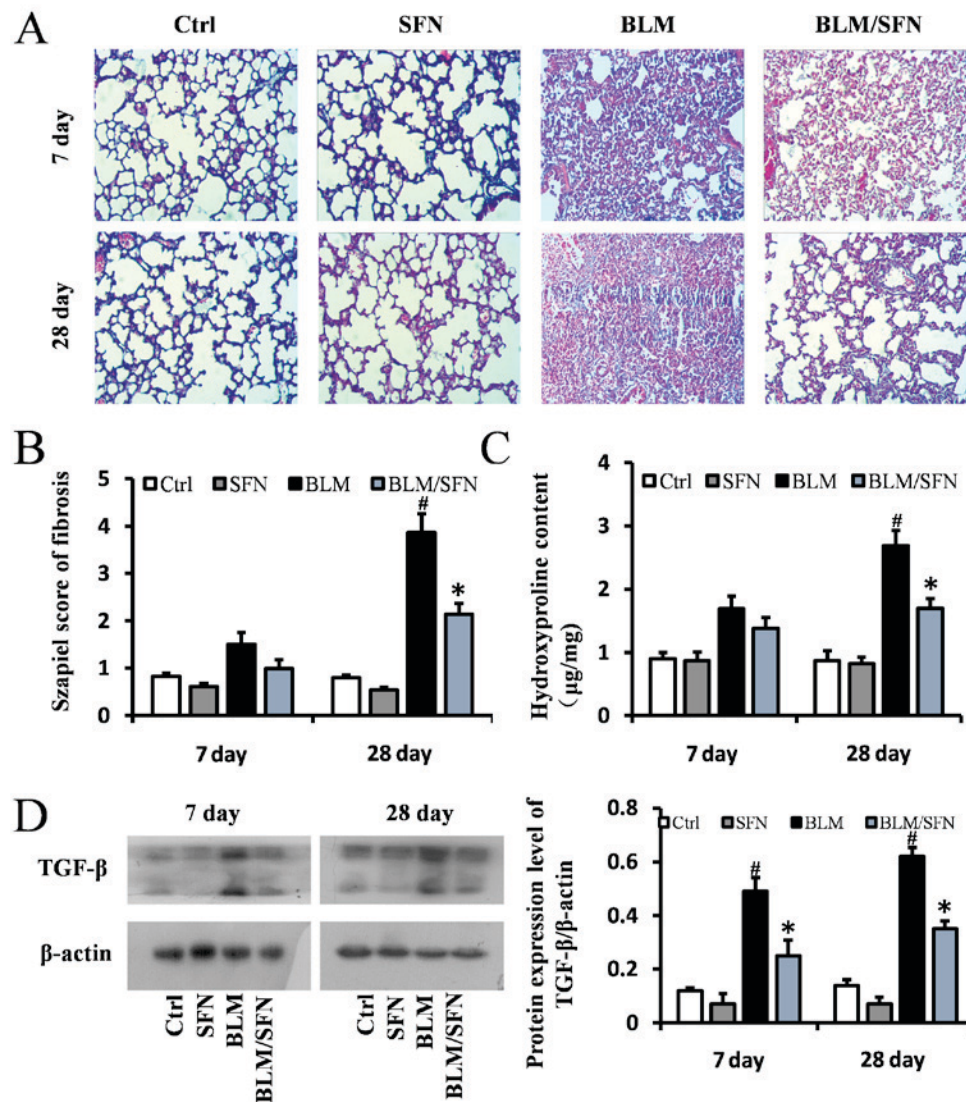 A
Ctrl SFN BLM BLM/SFN
7 day
28 day
B
Szapiel score of fibrosis
Ctrl SFN BLM BLM/SFN
5
4
3
2
1
0
#
*
7 day 28 day
C
Hydroxyproline content
(μg/mg)
Ctrl SFN BLM BLM/SFN
4
3
2
1
0
#
*
7 day 28 day
D
7 day 28 day
TGF-β
β-actin
Ctrl SFN BLM BLM/SFN Ctrl SFN BLM BLM/SFN
Protein expression level of
TGF-β/β-actin
Ctrl SFN BLM BLM/SFN
0.8
0.6
0.4
0.2
0
# * # *
7 day 28 day